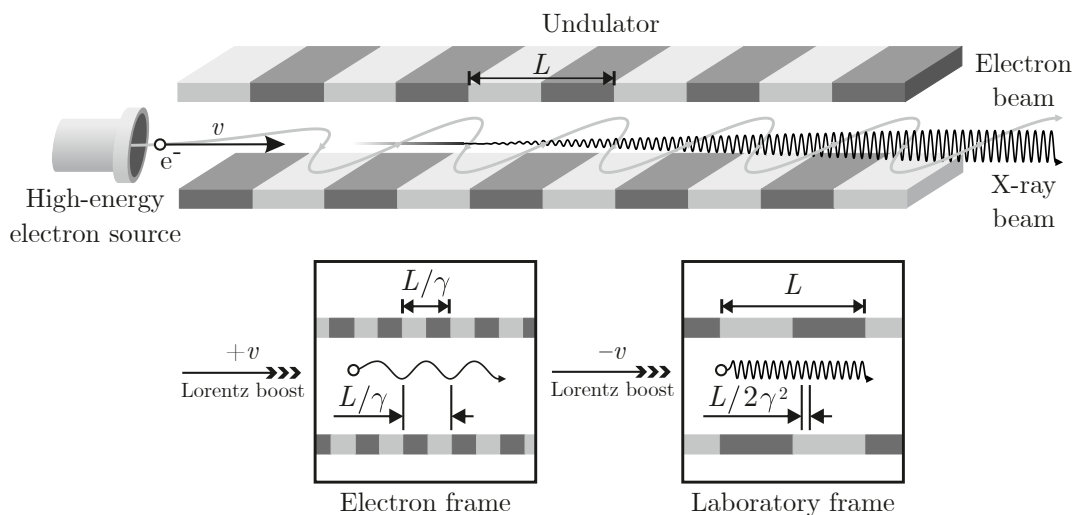 Undulator
L
Electron
beam
v
e⁻
High-energy
electron source
X-ray
beam
L/γ
L
+v
Lorentz boost
−v
Lorentz boost
L/γ
L/2γ²
Electron frame
Laboratory frame